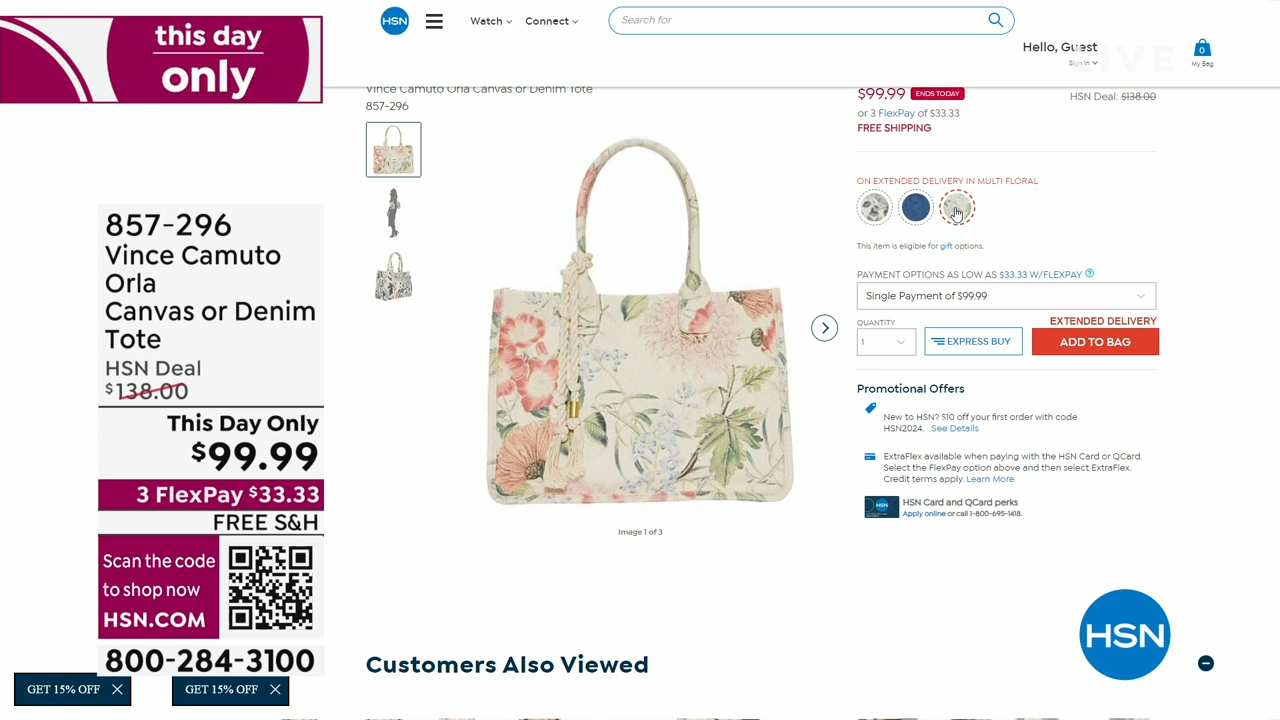 this day
only
857-296
Vince Camuto
Orla
Canvas or Denim
Tote
HSN Deal
$138.00
This Day Only
$99.99
3 FlexPay $33.33
FREE S&H
Scan the code
to shop now
HSN.COM
800-284-3100
GET 15% OFF
GET 15% OFF
HSN
Watch
Connect
Search for
Hello, Guest
Sign In
LIVE
0
My Bag
Vince Camuto Orla Canvas or Denim Tote
857-296
Image 1 of 3
$99.99 ENDS TODAY
HSN Deal: $138.00
or 3 FlexPay of $33.33
FREE SHIPPING
ON EXTENDED DELIVERY IN MULTI FLORAL
This item is eligible for gift options.
PAYMENT OPTIONS AS LOW AS $33.33 W/FLEXPAY ?
Single Payment of $99.99
QUANTITY
EXTENDED DELIVERY
1
EXPRESS BUY
ADD TO BAG
Promotional Offers
New to HSN? $10 off your first order with code
HSN2024. See Details
ExtraFlex available when paying with the HSN Card or QCard.
Select the FlexPay option above and then select ExtraFlex.
Credit terms apply. Learn More
HSN
HSN Card and QCard perks
Apply online or call 1-800-695-1418.
HSN
Customers Also Viewed